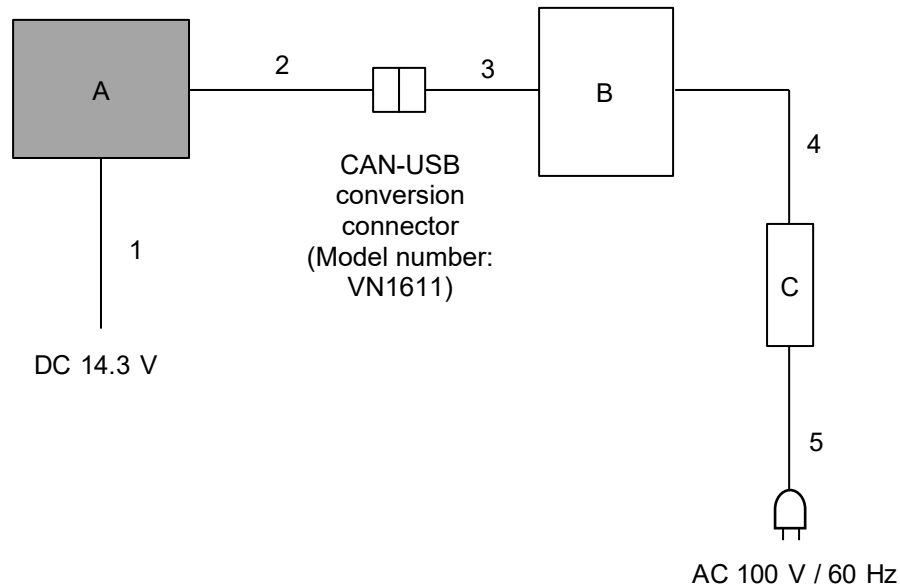 A
2
3
B
4
CAN-USB
conversion
connector
(Model number:
VN1611)
1
C
DC 14.3 V
5
AC 100 V / 60 Hz